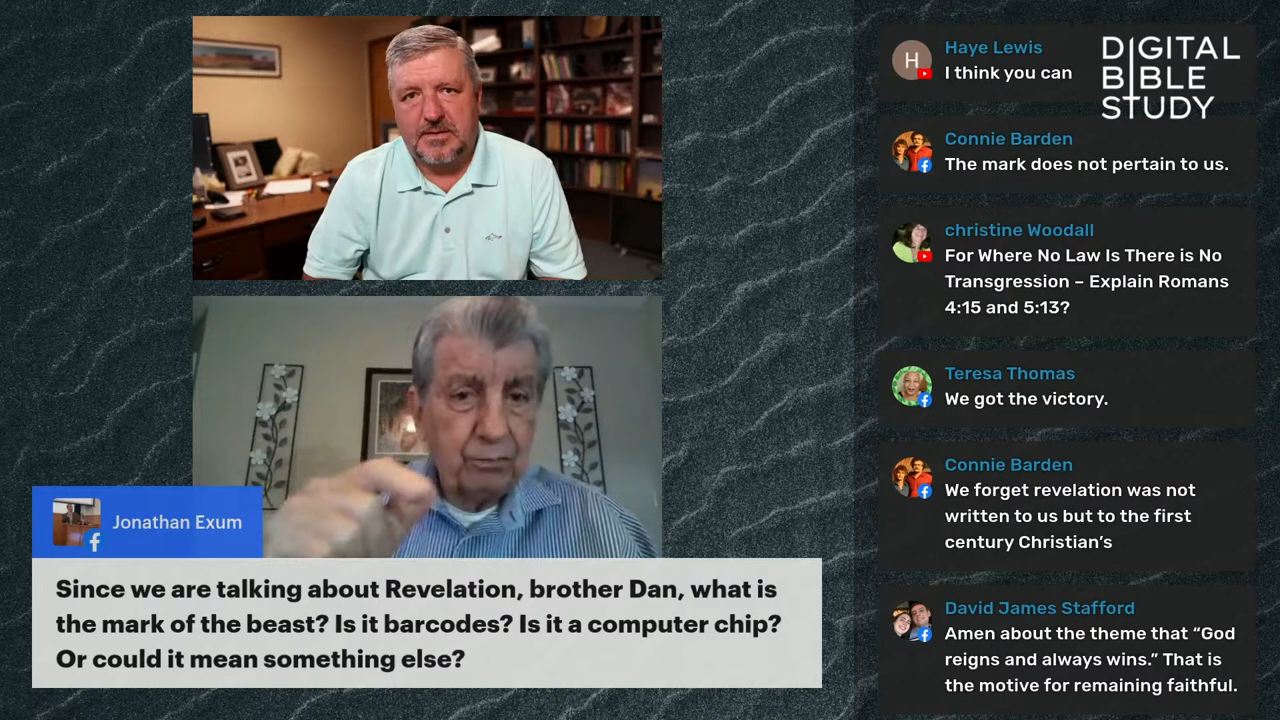 Haye Lewis
I think you can
DIGITAL
BIBLE
STUDY
Connie Barden
The mark does not pertain to us.
christine Woodall
For Where No Law Is There is No
Transgression – Explain Romans
4:15 and 5:13?
Teresa Thomas
We got the victory.
Connie Barden
We forget revelation was not
written to us but to the first
century Christian’s
David James Stafford
Amen about the theme that “God
reigns and always wins.” That is
the motive for remaining faithful.
H
Jonathan Exum
Since we are talking about Revelation, brother Dan, what is
the mark of the beast? Is it barcodes? Is it a computer chip?
Or could it mean something else?